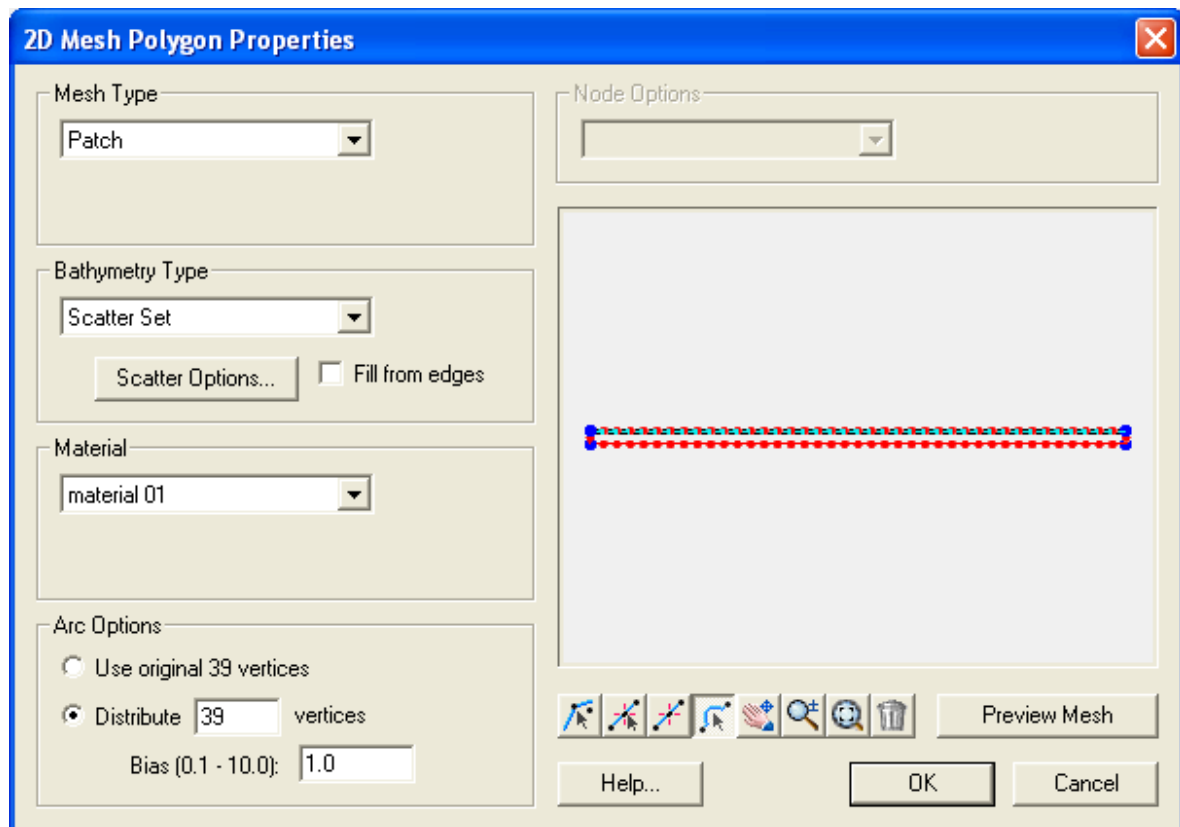 2D Mesh Polygon Properties
Mesh Type
Patch
Node Options
Bathymetry Type
Scatter Set
Scatter Options...
Fill from edges
Material
material 01
Arc Options
Use original 39 vertices
Distribute 39 vertices
Bias (0.1 - 10.0): 1.0
Preview Mesh
Help...
OK
Cancel